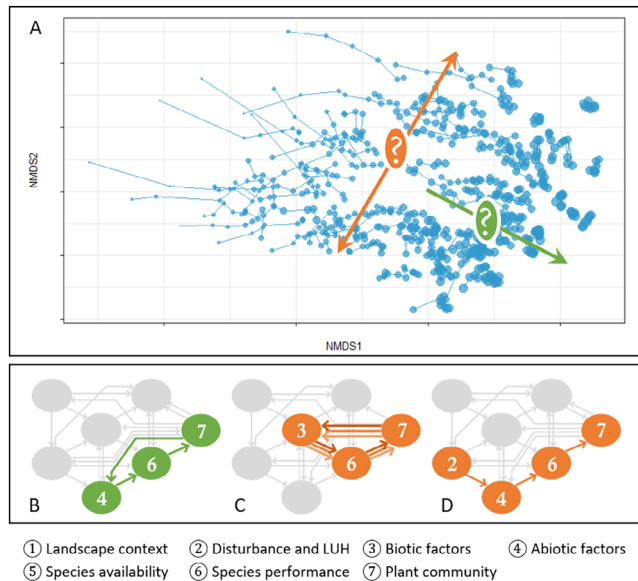 A
?
?
NMDS2
NMDS1
7
6
4
B
3
7
6
C
7
2
6
4
D
① Landscape context ② Disturbance and LUH ③ Biotic factors ④ Abiotic factors
⑤ Species availability ⑥ Species performance ⑦ Plant community